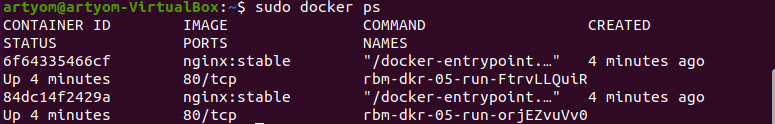 artyom@artyom-VirtualBox:~$ sudo docker ps
CONTAINER ID   IMAGE   COMMAND   CREATED
STATUS   PORTS   NAMES
6f64335466cf   nginx:stable   "/docker-entrypoint.…"   4 minutes ago
Up 4 minutes   80/tcp   rbm-dkr-05-run-FtrvLLQuiR
84dc14f2429a   nginx:stable   "/docker-entrypoint.…"   4 minutes ago
Up 4 minutes   80/tcp   rbm-dkr-05-run-orjEZvuVv0